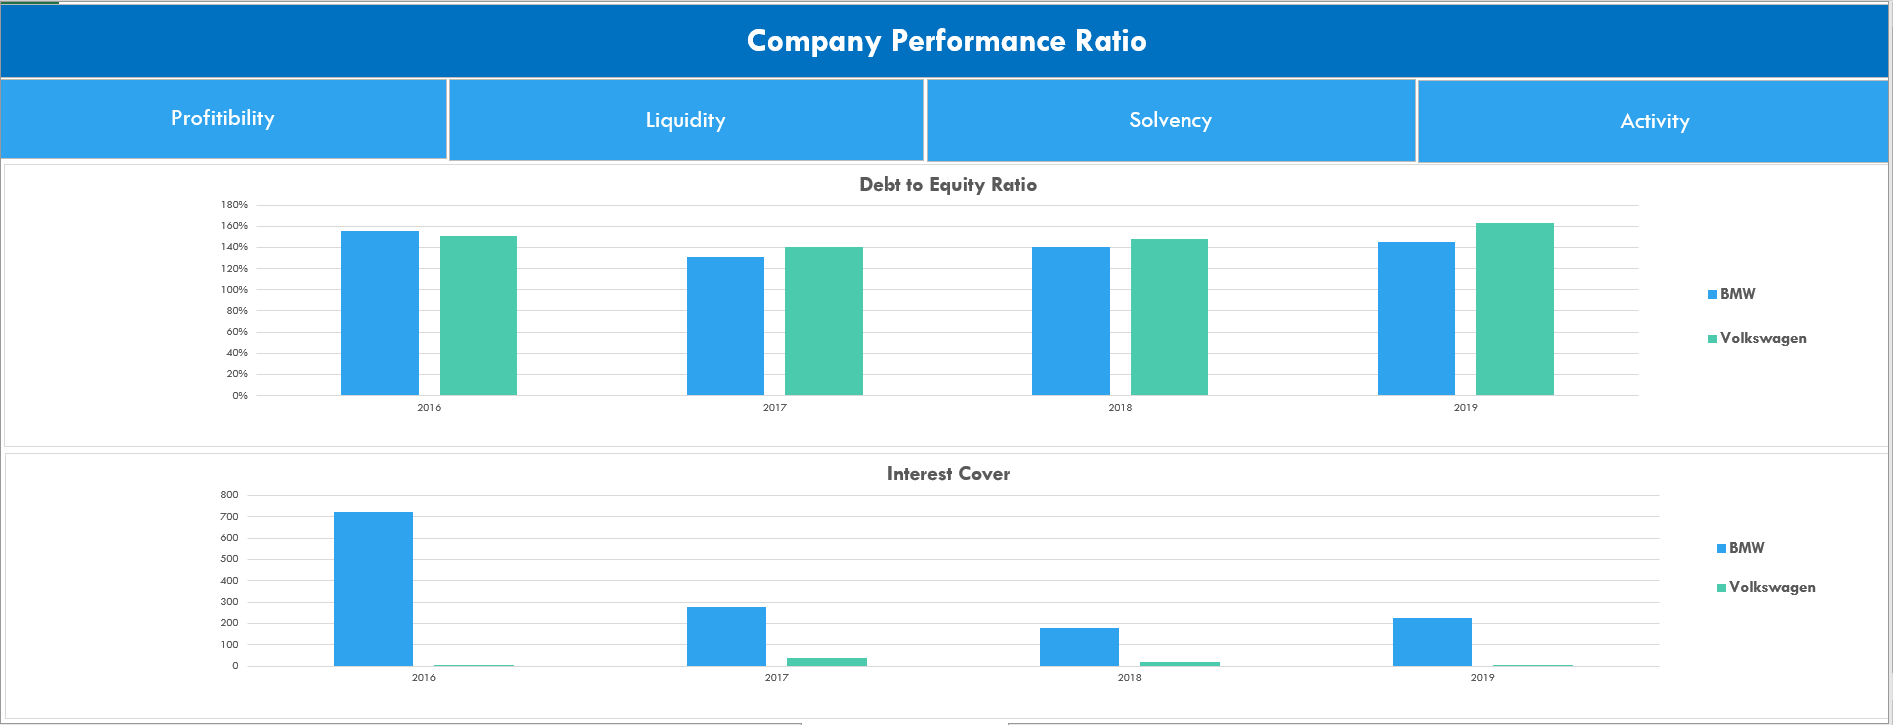 Company Performance Ratio
Profitibility
Liquidity
Solvency
Activity
Debt to Equity Ratio
180%
160%
140%
120%
100%
80%
60%
40%
20%
0%
2016
2017
2018
2019
BMW
Volkswagen
Interest Cover
800
700
600
500
400
300
200
100
0
2016
2017
2018
2019
BMW
Volkswagen